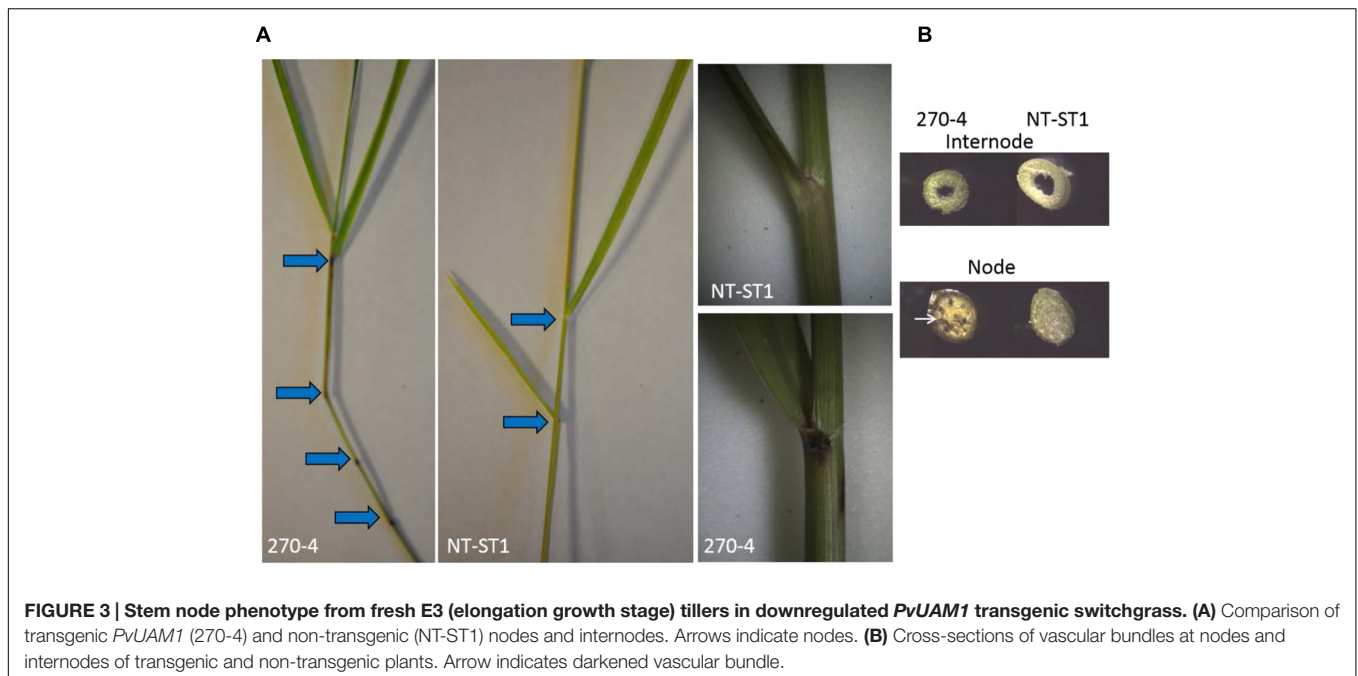 A
B
270-4
NT-ST1
NT-ST1
270-4
270-4 NT-ST1
Internode
Node
FIGURE 3 | Stem node phenotype from fresh E3 (elongation growth stage) tillers in downregulated PvUAM1 transgenic switchgrass. (A) Comparison of
transgenic PvUAM1 (270-4) and non-transgenic (NT-ST1) nodes and internodes. Arrows indicate nodes. (B) Cross-sections of vascular bundles at nodes and
internodes of transgenic and non-transgenic plants. Arrow indicates darkened vascular bundle.